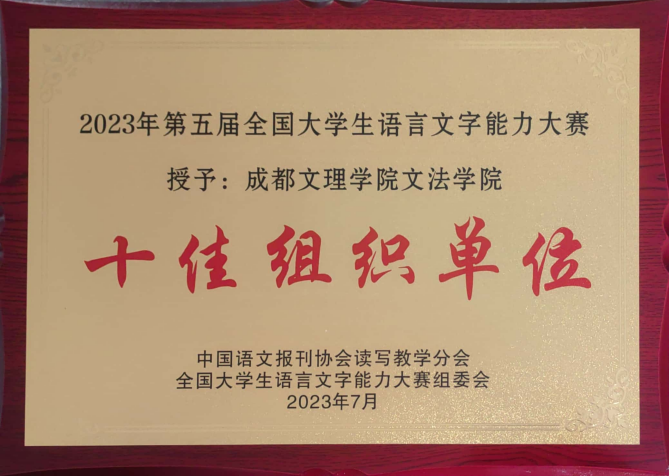 2023年第五届全国大学生语言文字能力大赛
授予：成都文理学院文法学院
十佳组织单位
中国语文报刊协会读写教学分会
全国大学生语言文字能力大赛组委会
2023年7月